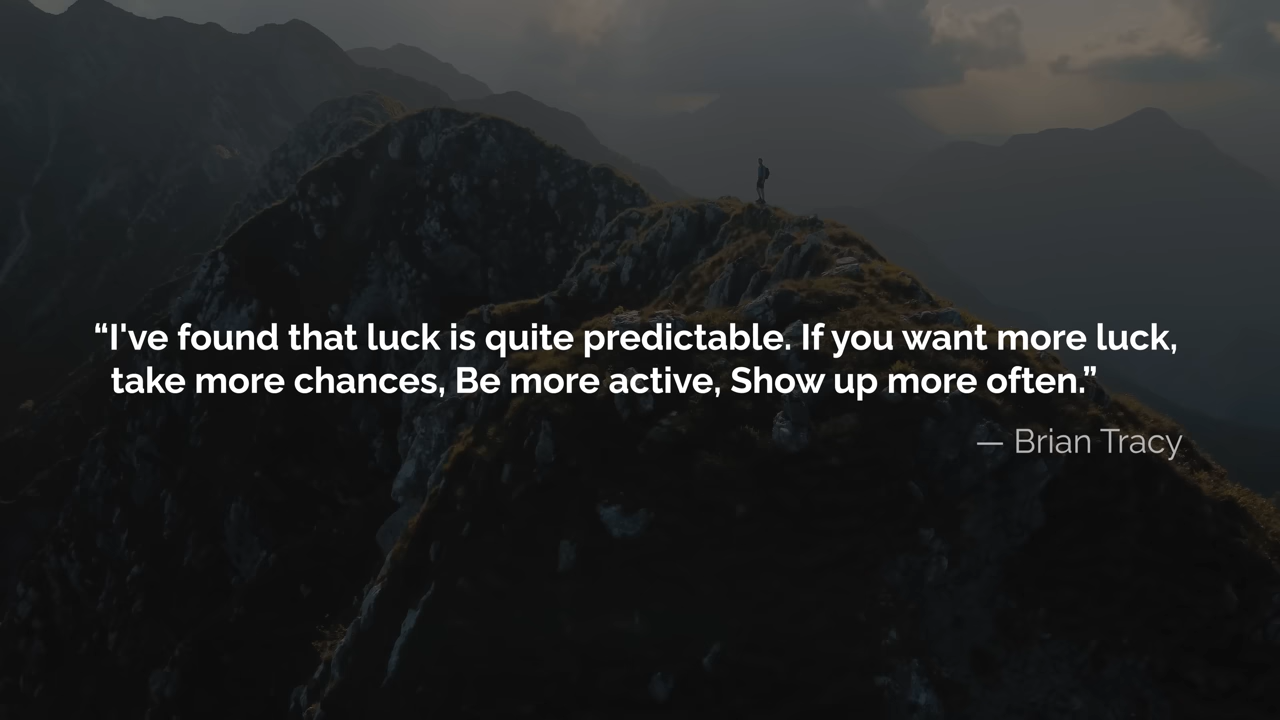 “I've found that luck is quite predictable. If you want more luck,
take more chances, Be more active, Show up more often.”
— Brian Tracy